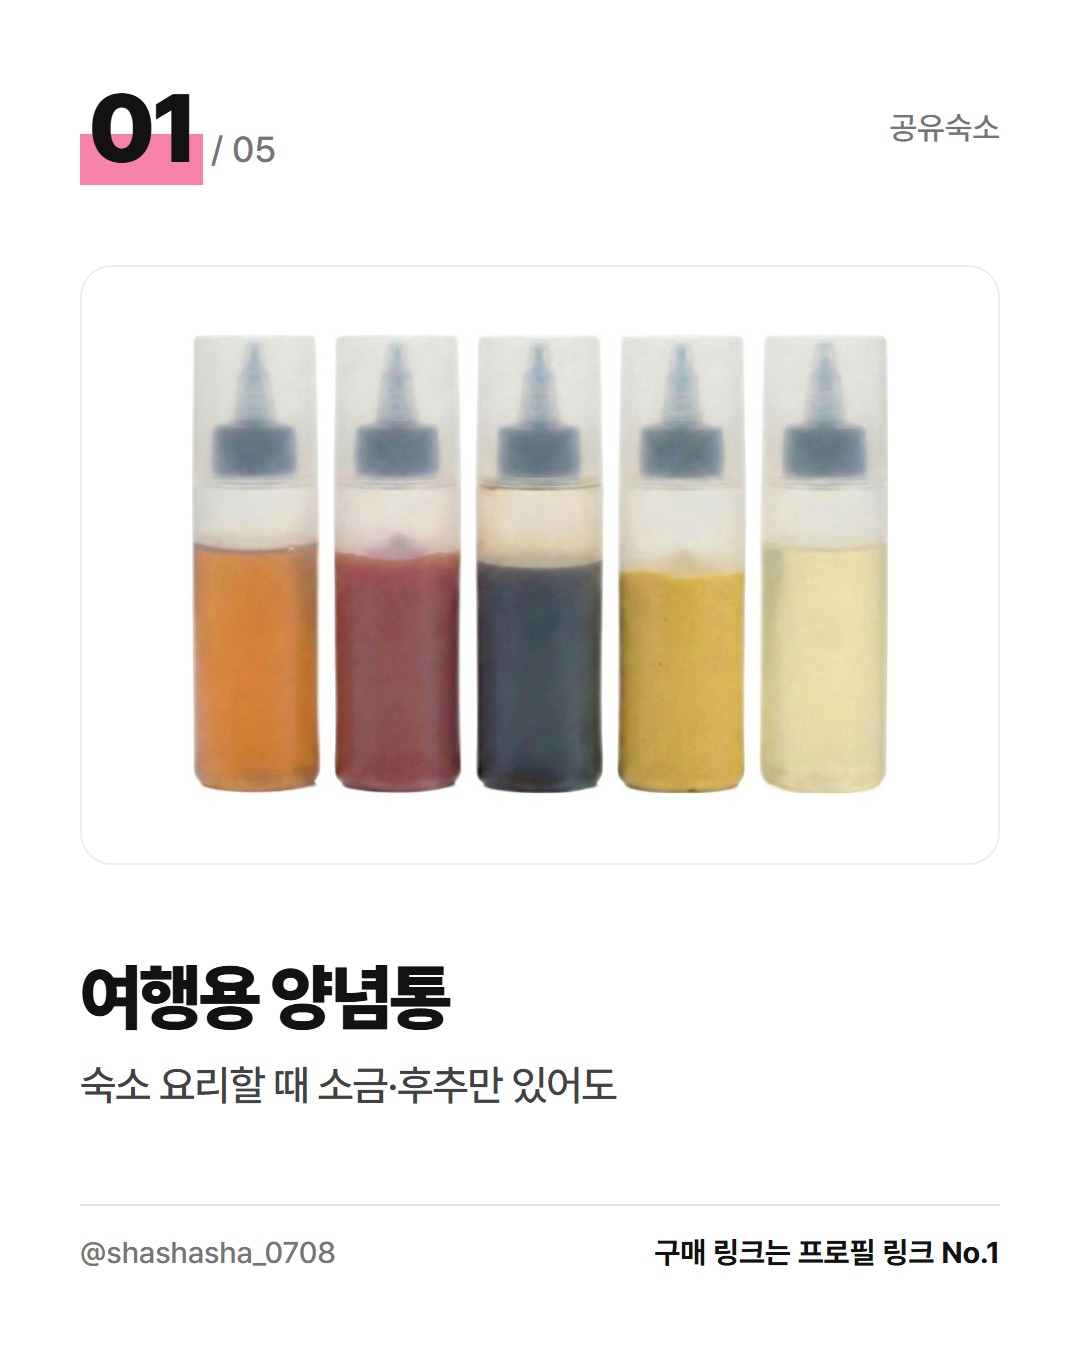 01 / 05
공유숙소
여행용 양념통
숙소 요리할 때 소금·후추만 있어도
@shashasha_0708
구매 링크는 프로필 링크 No.1